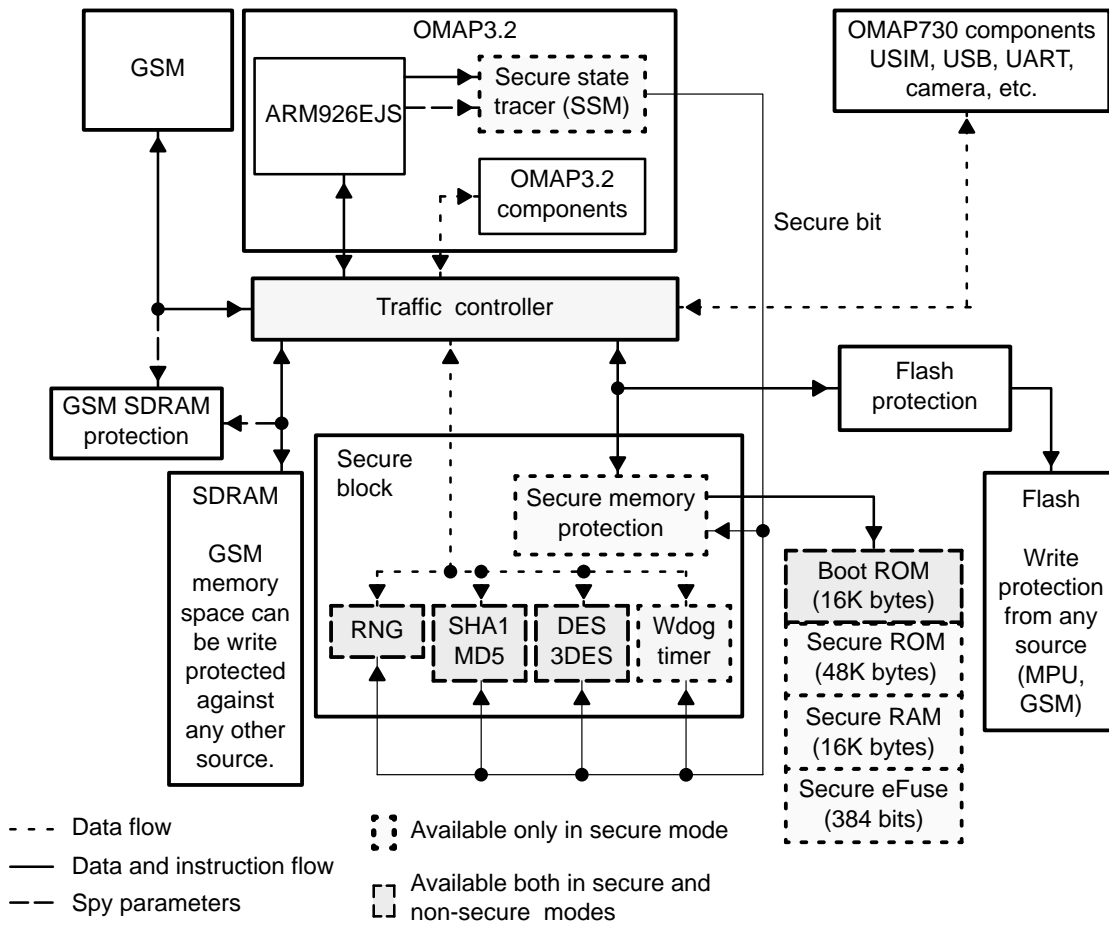 GSM
OMAP3.2
ARM926EJS
Secure state
tracer (SSM)
OMAP3.2
components
OMAP730 components
USIM, USB, UART,
camera, etc.
Secure bit
Traffic controller
GSM SDRAM
protection
Flash
protection
SDRAM
GSM
memory
space can
be write
protected
against
any other
source.
Secure
block
Secure memory
protection
RNG
SHA1
MD5
DES
3DES
Wdog
timer
Boot ROM
(16K bytes)
Secure ROM
(48K bytes)
Secure RAM
(16K bytes)
Secure eFuse
(384 bits)
Flash
Write
protection
from any
source
(MPU,
GSM)
Data flow
Data and instruction flow
Spy parameters
Available only in secure mode
Available both in secure and
non-secure modes